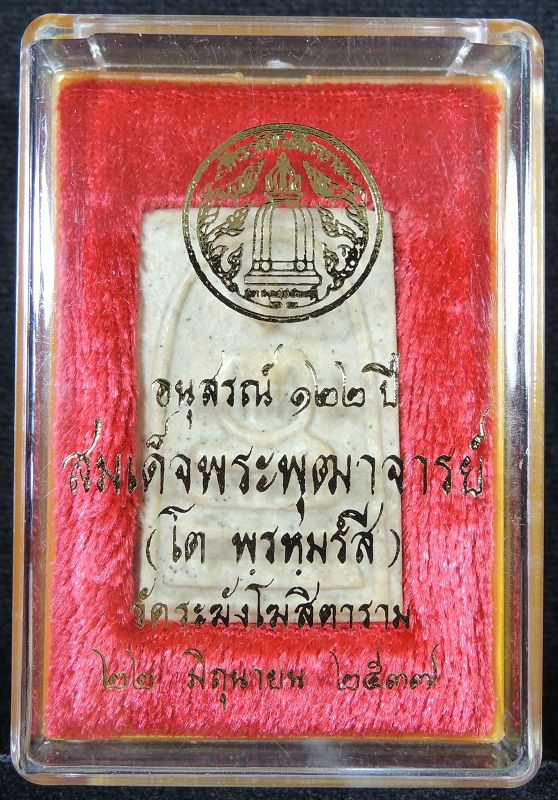 อนุสรณ์ ๑๒๒ ปี
สมเด็จพระพุฒาจารย์
(โต พฺรหฺมรํสี)
วัดระฆังโฆสิตาราม
๒๒ มิถุนายน ๒๕๓๗